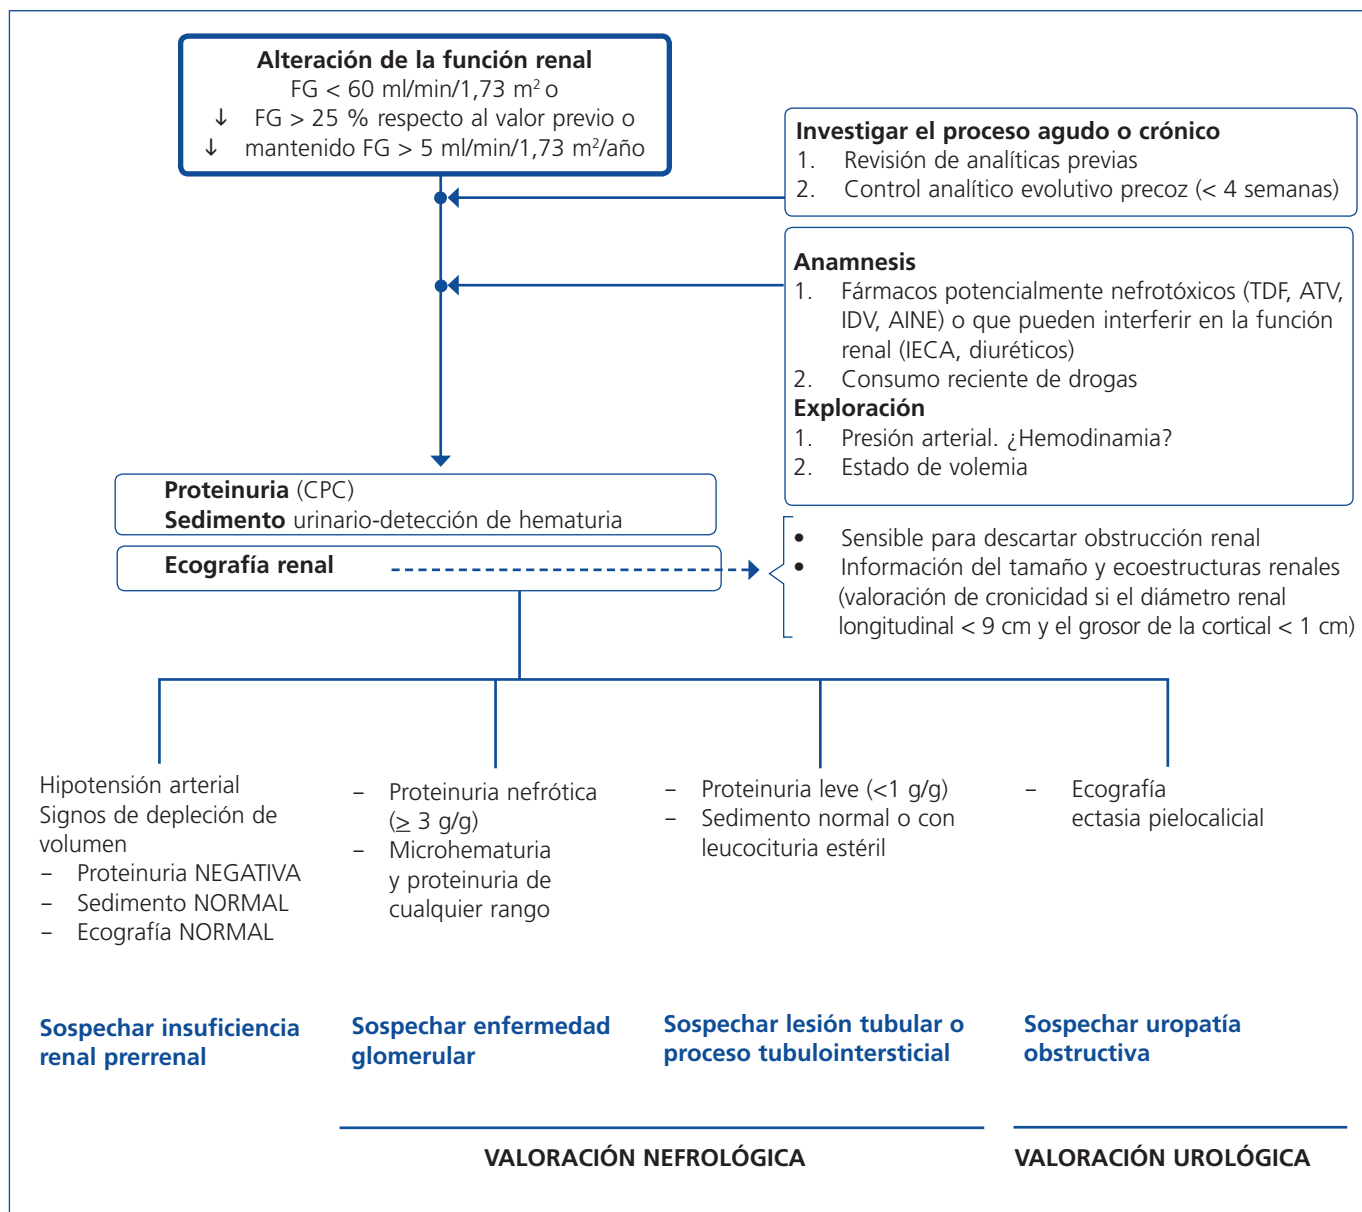 Alteración de la función renal
FG < 60 ml/min/1,73 m² o
↓ FG > 25 % respecto al valor previo o
↓ mantenido FG > 5 ml/min/1,73 m²/año
Investigar el proceso agudo o crónico
1. Revisión de analíticas previas
2. Control analítico evolutivo precoz (< 4 semanas)
Anamnesis
1. Fármacos potencialmente nefrotóxicos (TDF, ATV,
IDV, AINE) o que pueden interferir en la función
renal (IECA, diuréticos)
2. Consumo reciente de drogas
Exploración
1. Presión arterial. ¿Hemodinamia?
2. Estado de volemia
Proteinuria (CPC)
Sedimento urinario-detección de hematuria
Ecografía renal
• Sensible para descartar obstrucción renal
• Información del tamaño y ecoestructuras renales
(valoración de cronicidad si el diámetro renal
longitudinal < 9 cm y el grosor de la cortical < 1 cm)
Hipotensión arterial
Signos de depleción de
volumen
– Proteinuria NEGATIVA
– Sedimento NORMAL
– Ecografía NORMAL
– Proteinuria nefrótica
(≥ 3 g/g)
– Microhematuria
y proteinuria de
cualquier rango
– Proteinuria leve (<1 g/g)
– Sedimento normal o con
leucocituria estéril
– Ecografía
ectasia pielocalicial
Sospechar insuficiencia
renal prerrenal
Sospechar enfermedad
glomerular
Sospechar lesión tubular o
proceso tubulointersticial
Sospechar uropatía
obstructiva
VALORACIÓN NEFROLÓGICA
VALORACIÓN UROLÓGICA